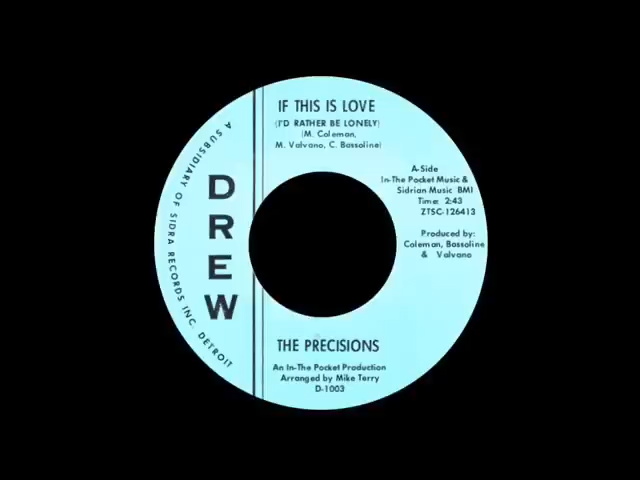 IF THIS IS LOVE
(I'D RATHER BE LONELY)
(M. Coleman,
M. Valvano, C. Bassoline)
A-Side
In-The Pocket Music &
Sidrian Music BMI
Time: 2:43
ZTSC-126413
Produced by:
Coleman, Bassoline
& Valvano
DREW
A SUBSIDIARY OF SIDRA RECORDS INC. DETROIT
THE PRECISIONS
An In-The Pocket Production
Arranged by Mike Terry
D-1003